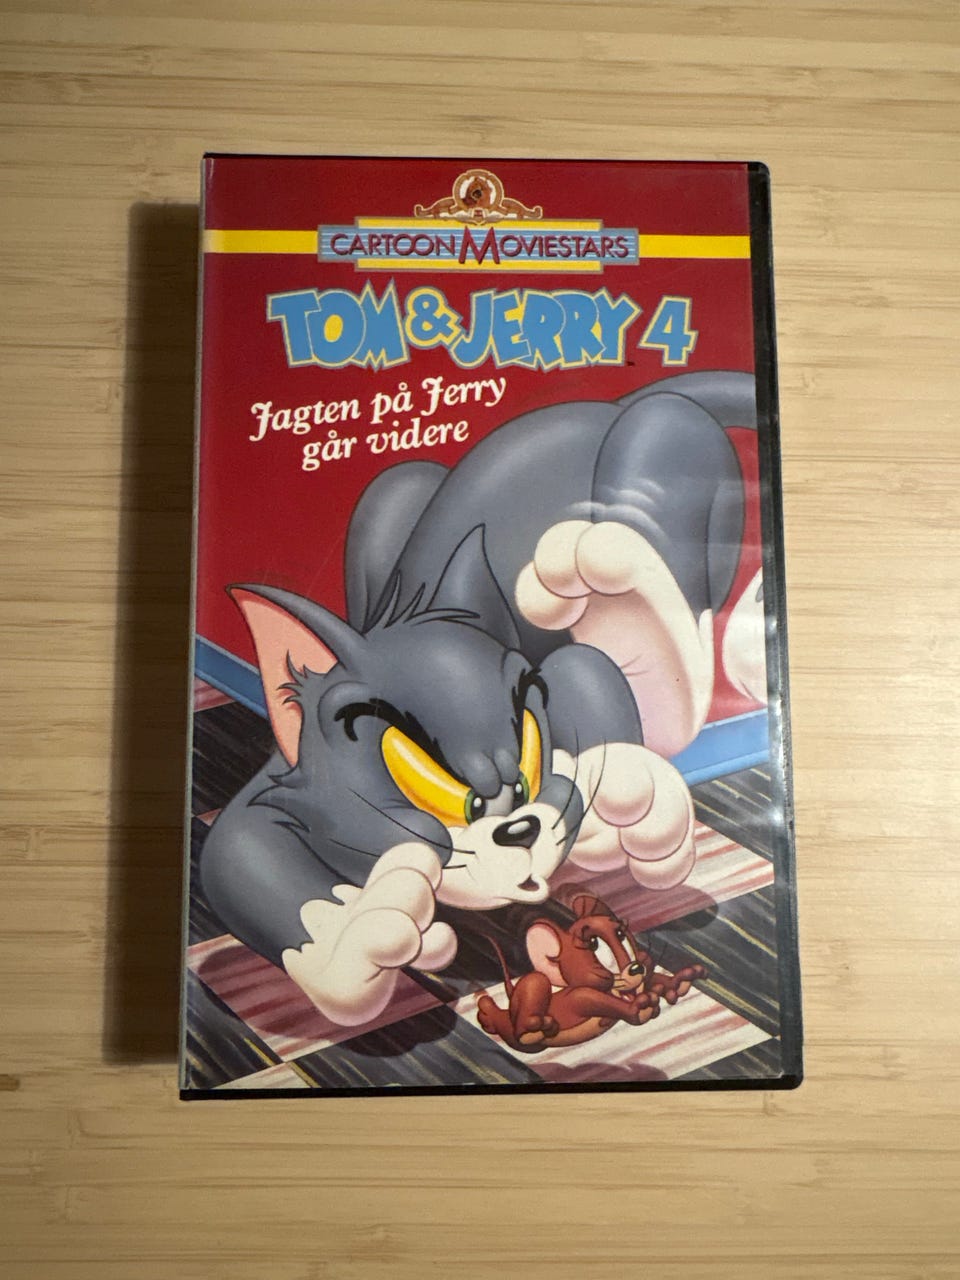 CARTOON MOVIESTARS
TOM & JERRY 4
Jagten på Jerry
går videre